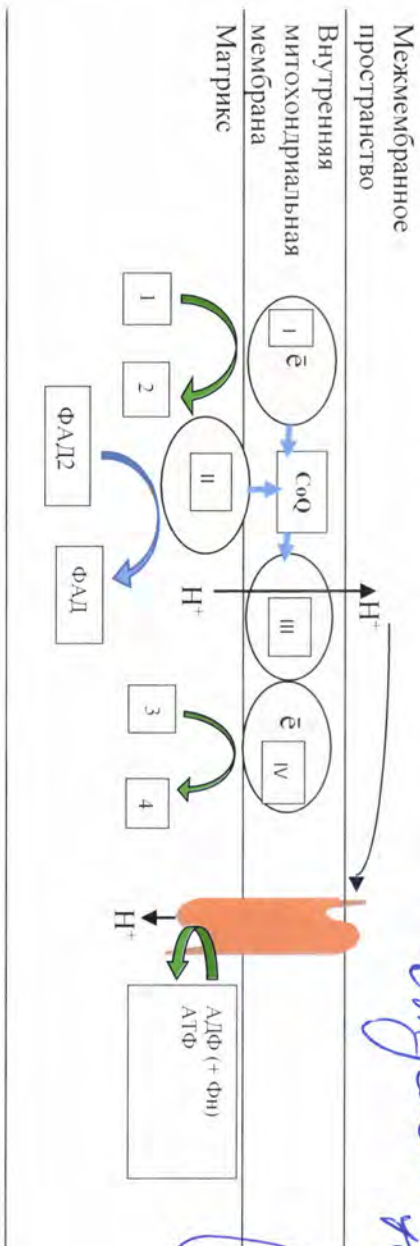 Межмембранное
пространство
Внутренняя
митохондриальная
мембрана
Матрикс
I
ē
CoQ
II
III
ē
IV
H⁺
H⁺
1
2
ФАД2
ФАД
3
4
H⁺
АДФ (+ Фн)
АТФ